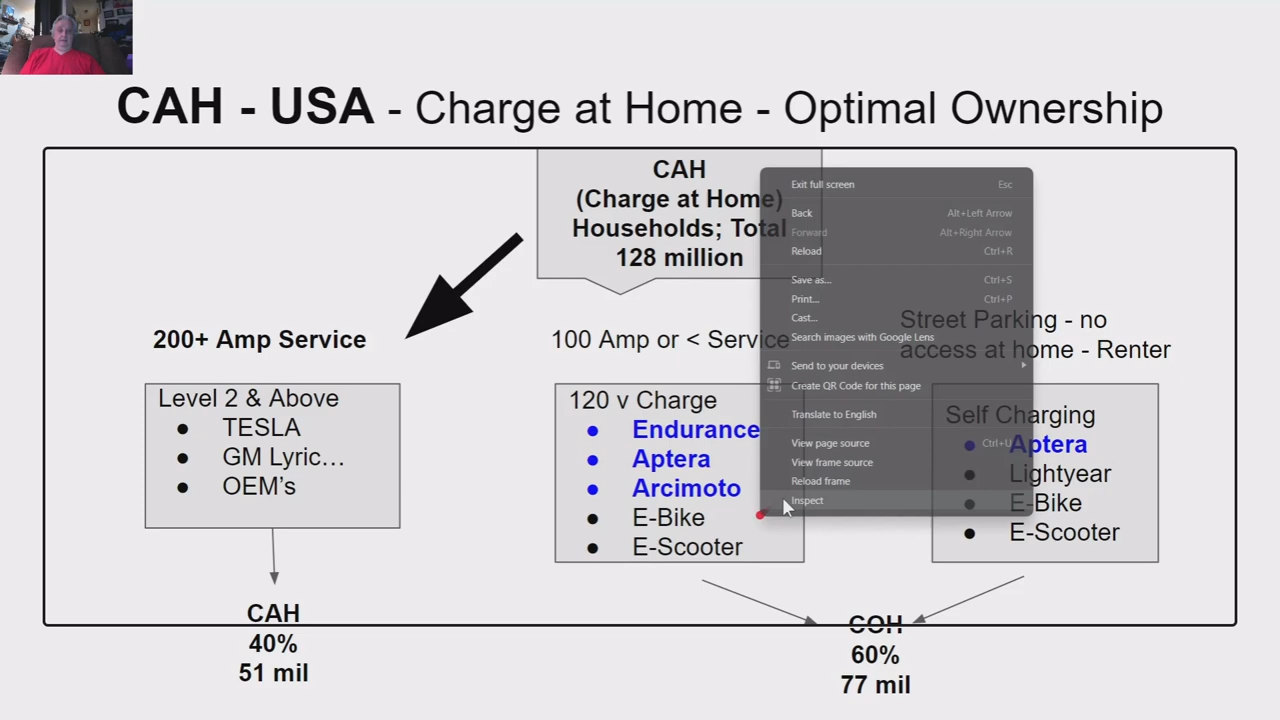 CAH - USA - Charge at Home - Optimal Ownership
CAH
(Charge at Home)
Households; Total
128 million
200+ Amp Service
Level 2 & Above
● TESLA
● GM Lyric…
● OEM's
CAH
40%
51 mil
100 Amp or < Service
120 v Charge
● Endurance
● Aptera
● Arcimoto
● E-Bike
● E-Scooter
Street Parking - no
access at home - Renter
Self Charging
● Aptera
● Lightyear
● E-Bike
● E-Scooter
COH
60%
77 mil
Exit full screen Esc
Back Alt+Left Arrow
Forward Alt+Right Arrow
Reload Ctrl+R
Save as... Ctrl+S
Print... Ctrl+P
Cast...
Search images with Google Lens
Send to your devices
Create QR Code for this page
Translate to English
View page source Ctrl+U
View frame source
Reload frame
Inspect